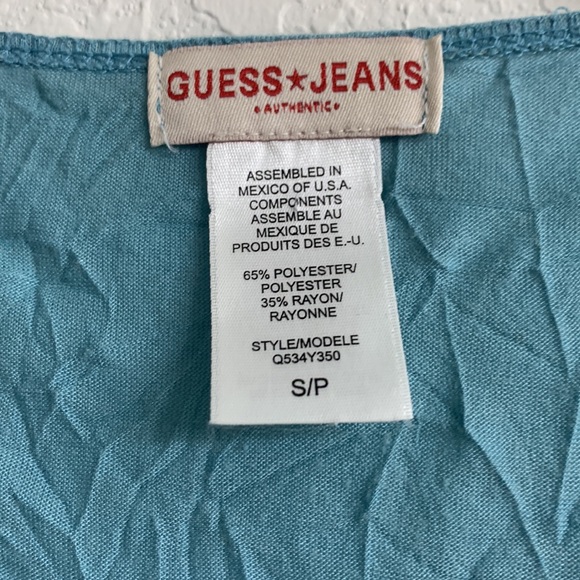 GUESS★JEANS
•AUTHENTIC•
ASSEMBLED IN
MEXICO OF U.S.A.
COMPONENTS
ASSEMBLE AU
MEXIQUE DE
PRODUITS DES E.-U.
65% POLYESTER/
POLYESTER
35% RAYON/
RAYONNE
STYLE/MODELE
Q534Y350
S/P